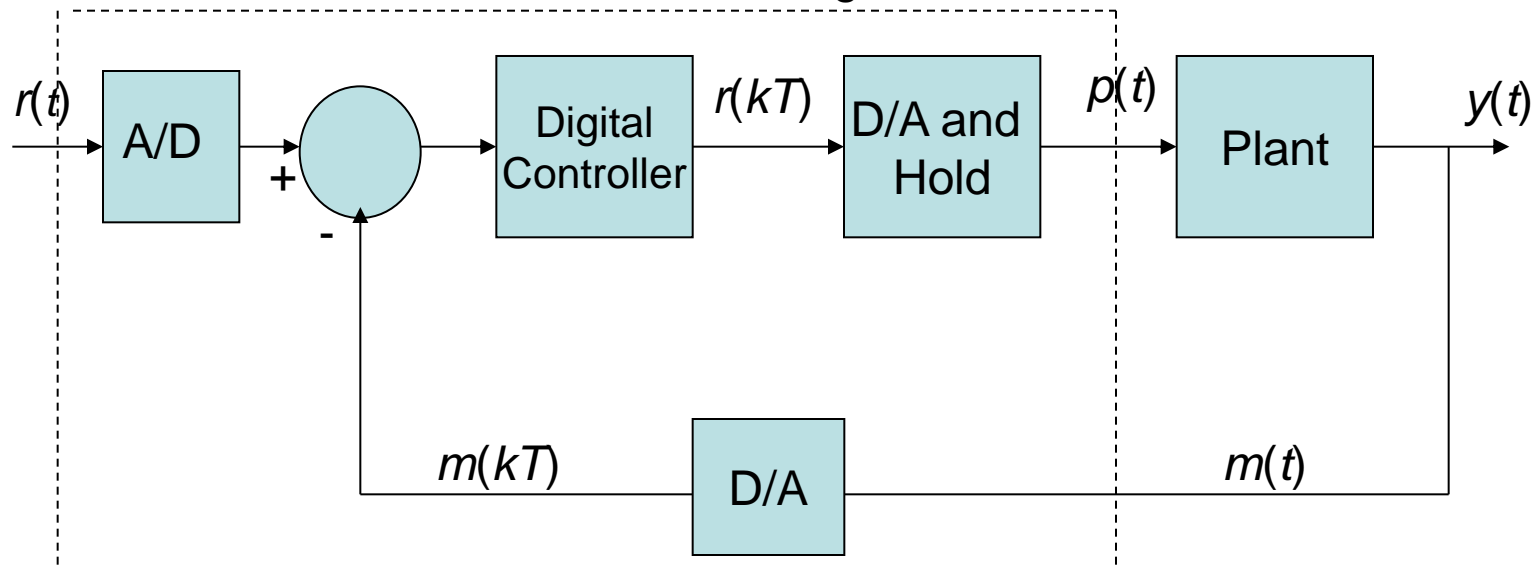 r(t)
A/D
+
-
Digital
Controller
r(kT)
D/A and
Hold
p(t)
Plant
y(t)
m(kT)
D/A
m(t)